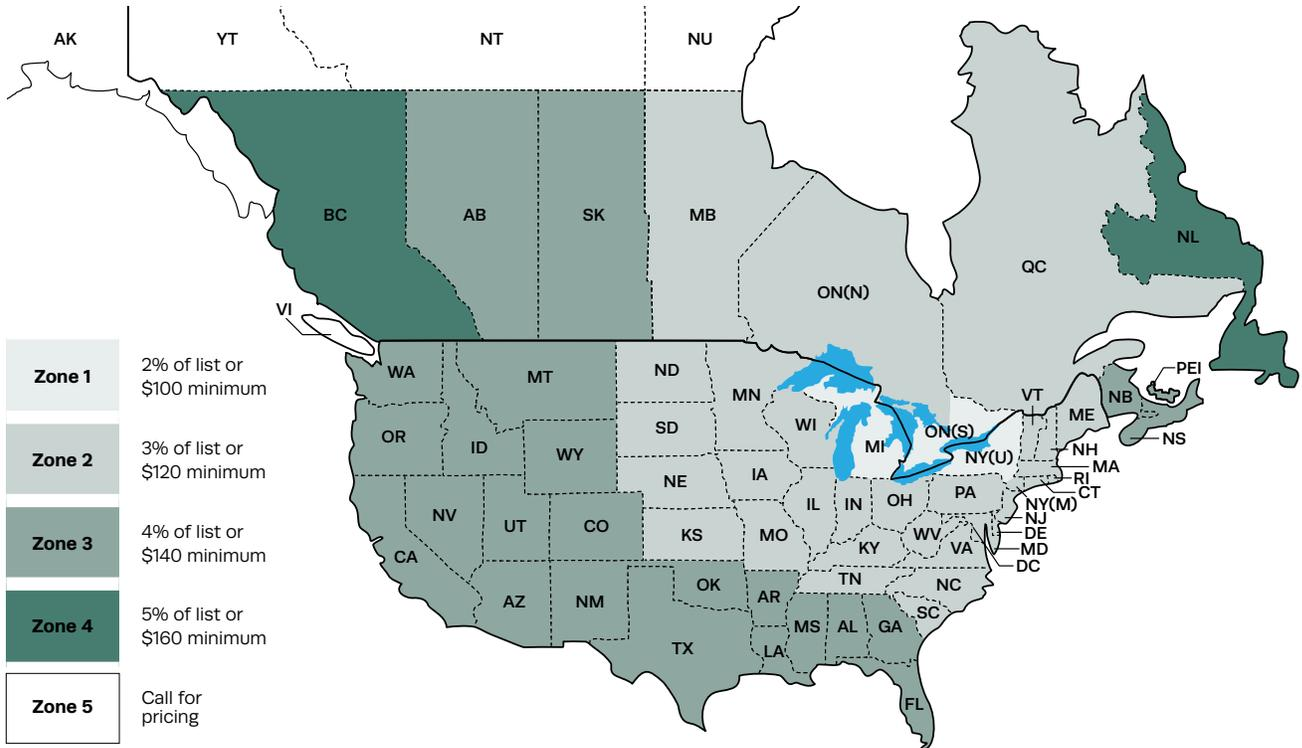 AK
YT
NT
NU
BC
AB
SK
MB
ON(N)
QC
NL
VI
PEI
NB
NS
WA
MT
ND
MN
OR
ID
WY
SD
WI
MI
ON(S)
NY(U)
VT
ME
NH
MA
RI
CT
NY(M)
NJ
DE
MD
DC
NV
UT
CO
NE
IA
IL
IN
OH
PA
CA
KS
MO
KY
WV
VA
AZ
NM
OK
AR
TN
NC
SC
TX
LA
MS
AL
GA
FL
Zone 1
2% of list or
$100 minimum
Zone 2
3% of list or
$120 minimum
Zone 3
4% of list or
$140 minimum
Zone 4
5% of list or
$160 minimum
Zone 5
Call for
pricing